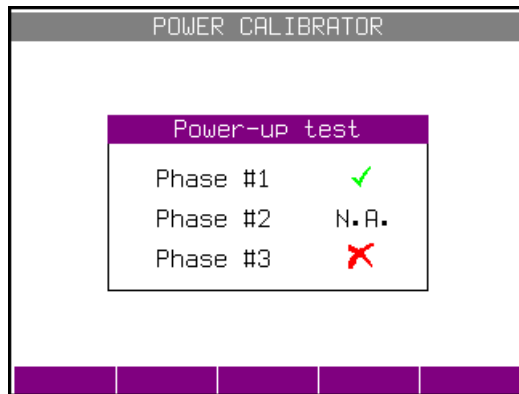 POWER CALIBRATOR
Power-up test
Phase #1 ✓
Phase #2 N.A.
Phase #3 ✗